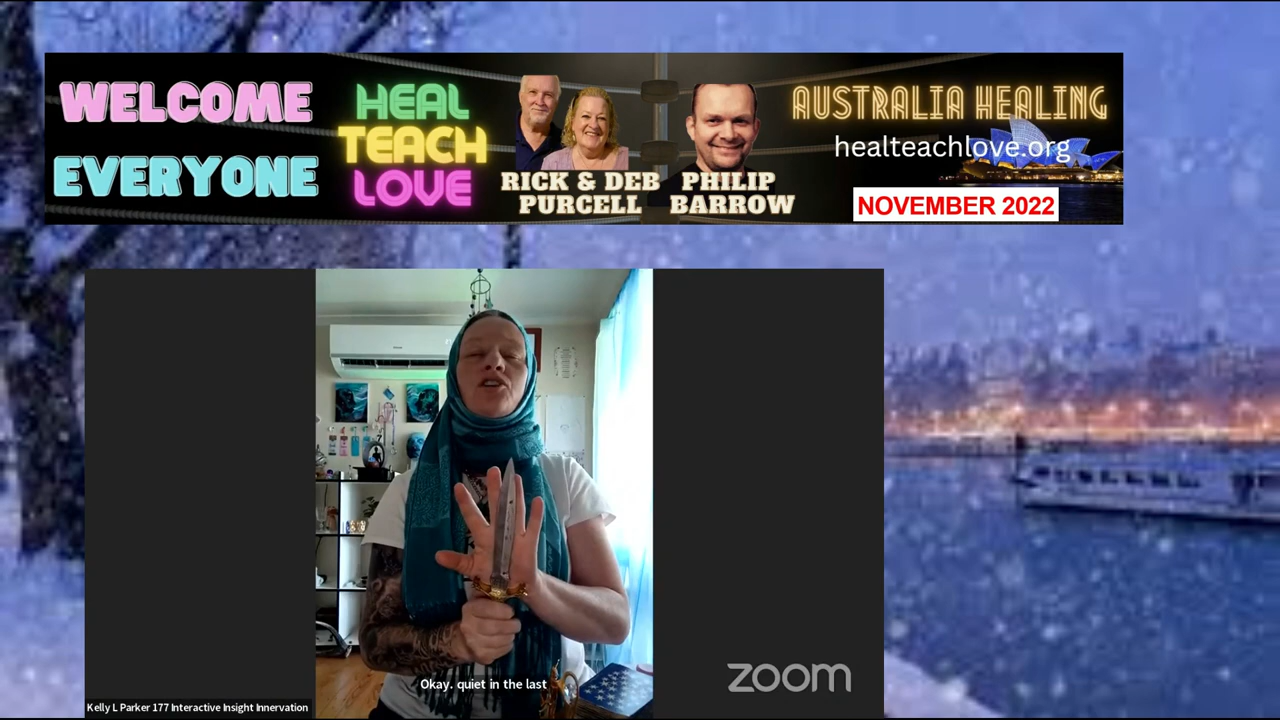 WELCOME
EVERYONE
HEAL
TEACH
LOVE
RICK & DEB
PURCELL
PHILIP
BARROW
AUSTRALIA HEALING
healteachlove.org
NOVEMBER 2022
Okay. quiet in the last
zoom
Kelly L Parker 177 Interactive Insight Innervation